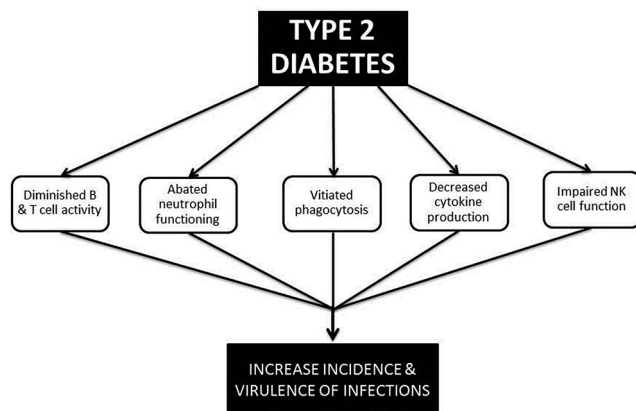 TYPE 2
DIABETES
Diminished B
& T cell activity
Abated
neutrophil
functioning
Vitiated
phagocytosis
Decreased
cytokine
production
Impaired NK
cell function
INCREASE INCIDENCE &
VIRULENCE OF INFECTIONS